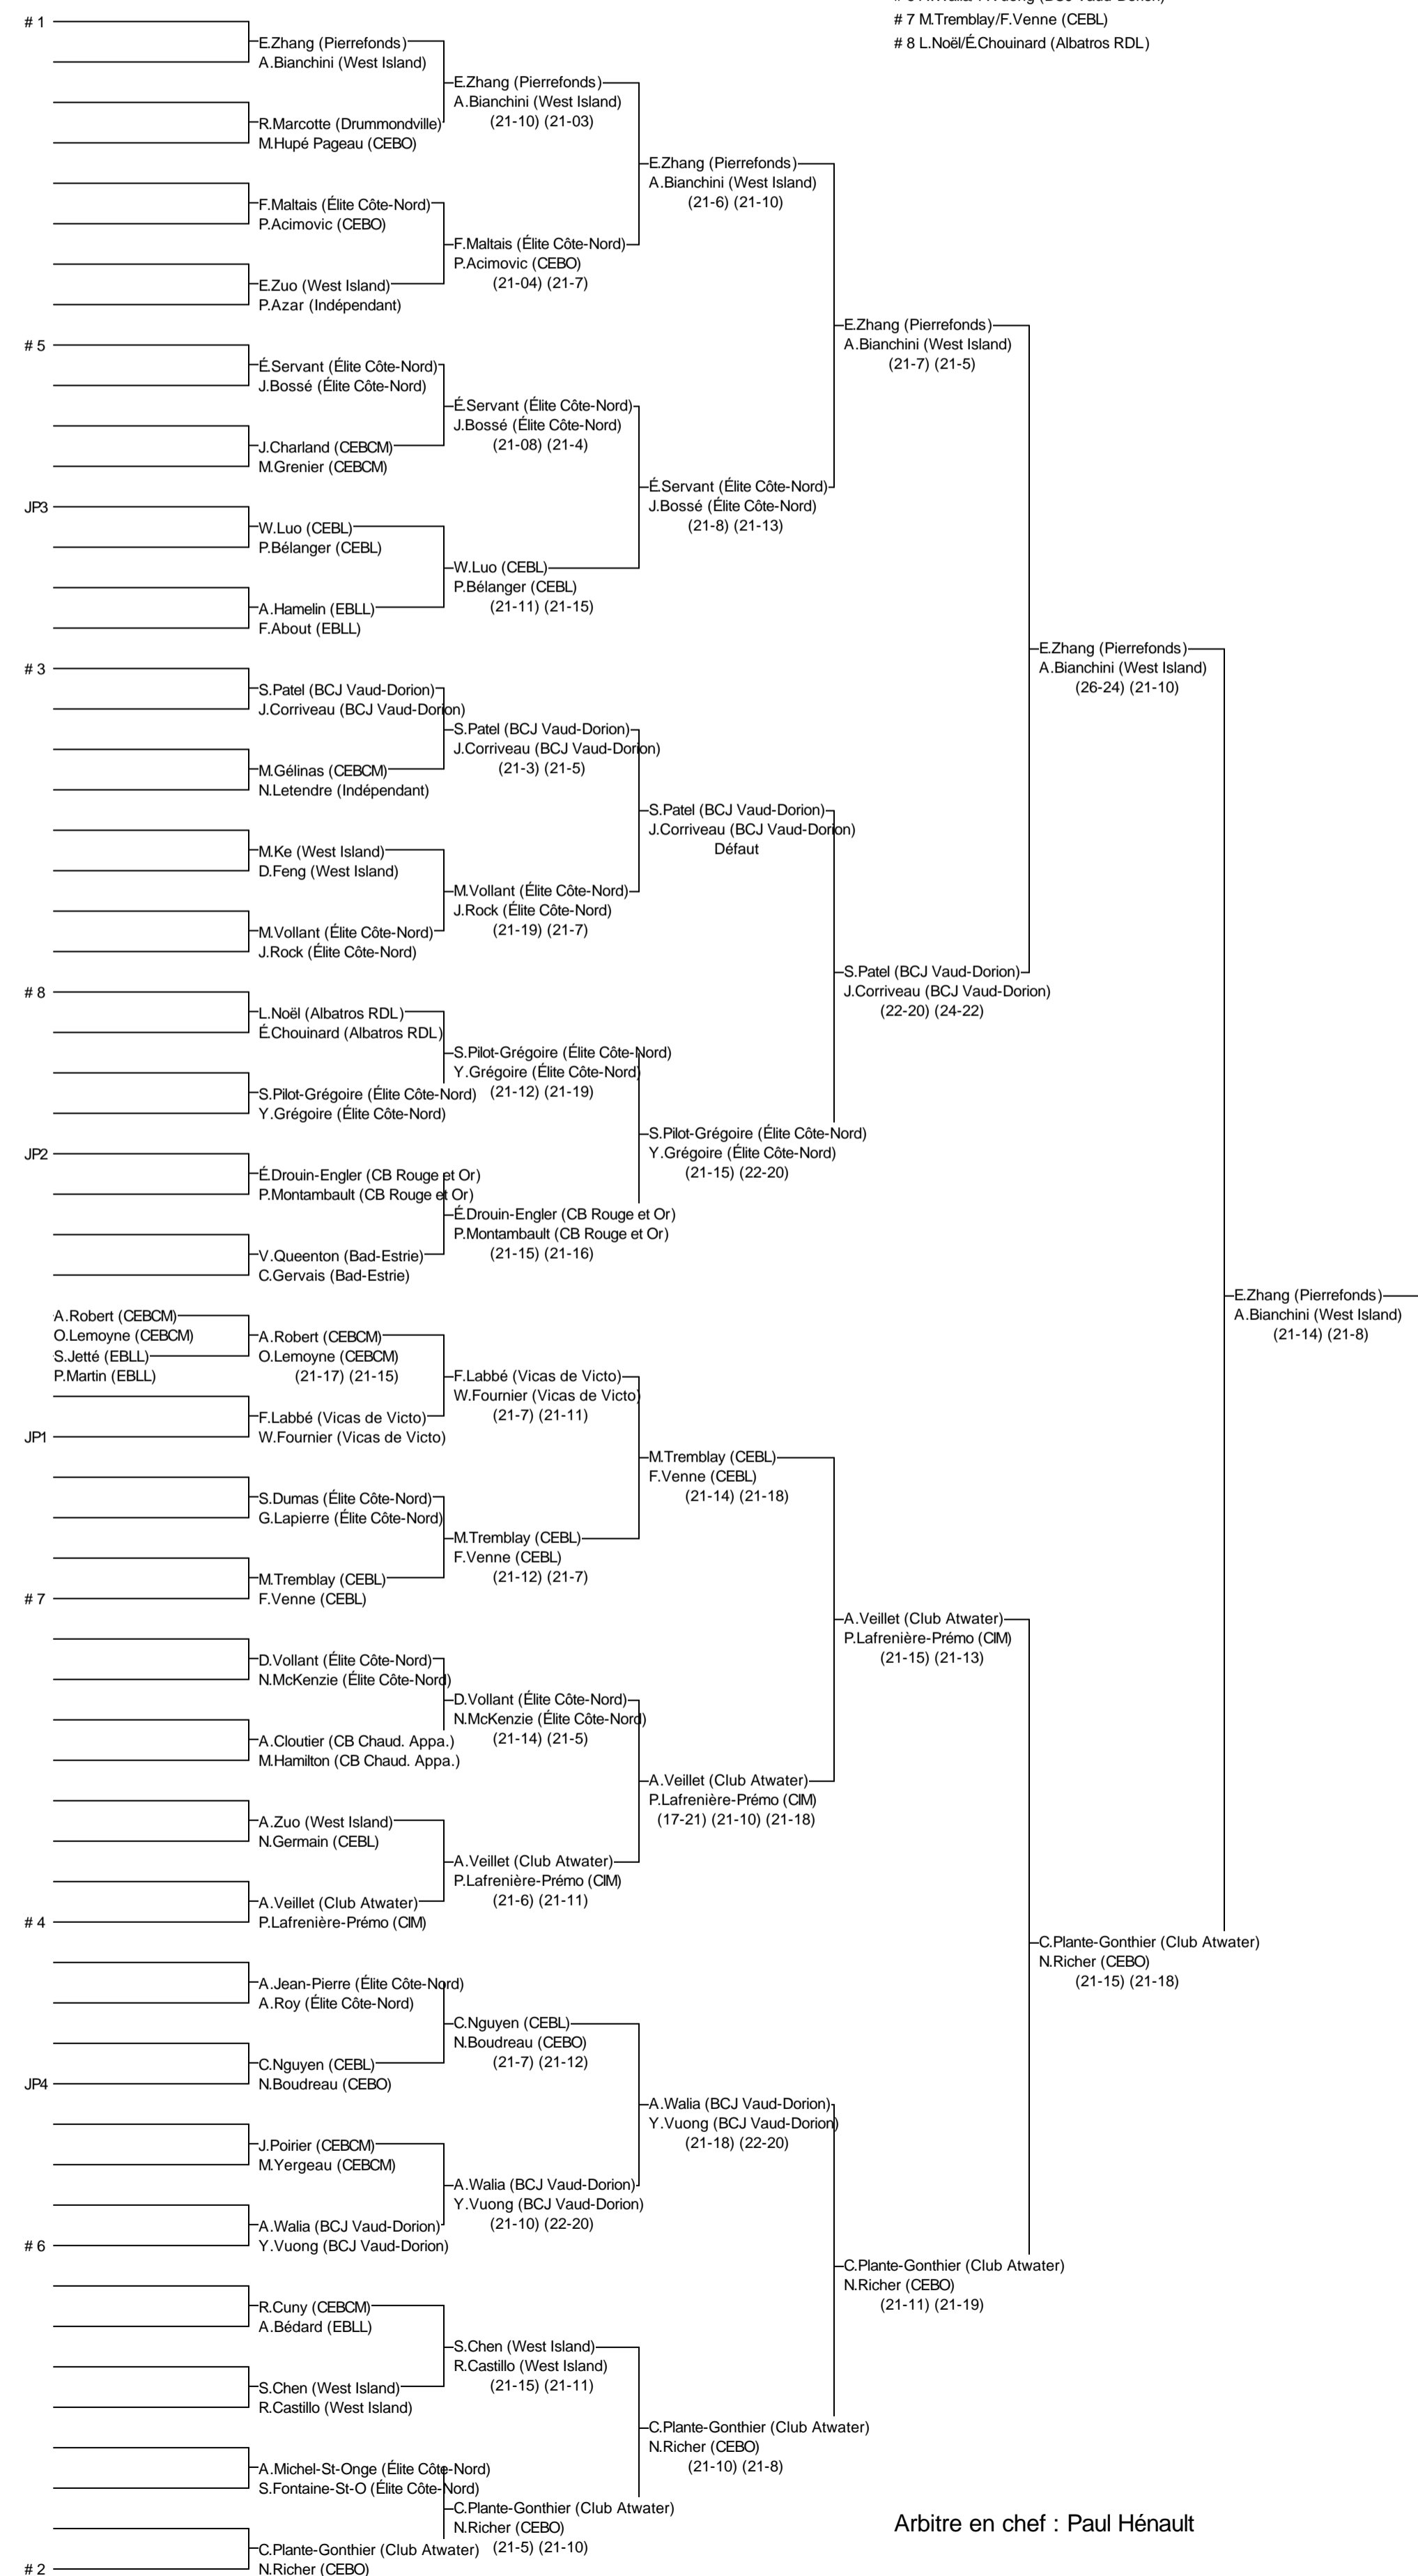 # 7 M.Tremblay/F.Venne (CEBL)
# 8 L.Noël/É.Chouinard (Albatros RDL)
# 1
E.Zhang (Pierrefonds)
A.Bianchini (West Island)
R.Marcotte (Drummondville)
M.Hupé Pageau (CEBO)
F.Maltais (Élite Côte-Nord)
P.Acimovic (CEBO)
E.Zuo (West Island)
P.Azar (Indépendant)
# 5
É.Servant (Élite Côte-Nord)
J.Bossé (Élite Côte-Nord)
J.Charland (CEBCM)
M.Grenier (CEBCM)
JP3
W.Luo (CEBL)
P.Bélanger (CEBL)
A.Hamelin (EBLL)
F.About (EBLL)
# 3
S.Patel (BCJ Vaud-Dorion)
J.Corriveau (BCJ Vaud-Dorion)
M.Gélinas (CEBCM)
N.Letendre (Indépendant)
M.Ke (West Island)
D.Feng (West Island)
M.Vollant (Élite Côte-Nord)
J.Rock (Élite Côte-Nord)
# 8
L.Noël (Albatros RDL)
É.Chouinard (Albatros RDL)
S.Pilot-Grégoire (Élite Côte-Nord)
Y.Grégoire (Élite Côte-Nord)
JP2
É.Drouin-Engler (CB Rouge et Or)
P.Montambault (CB Rouge et Or)
V.Queenton (Bad-Estrie)
C.Gervais (Bad-Estrie)
A.Robert (CEBCM)
O.Lemoyne (CEBCM)
S.Jetté (EBLL)
P.Martin (EBLL)
A.Robert (CEBCM)
O.Lemoyne (CEBCM)
(21-17) (21-15)
JP1
F.Labbé (Vicas de Victo)
W.Fournier (Vicas de Victo)
S.Dumas (Élite Côte-Nord)
G.Lapierre (Élite Côte-Nord)
# 7
M.Tremblay (CEBL)
F.Venne (CEBL)
D.Vollant (Élite Côte-Nord)
N.McKenzie (Élite Côte-Nord)
A.Cloutier (CB Chaud. Appa.)
M.Hamilton (CB Chaud. Appa.)
A.Zuo (West Island)
N.Germain (CEBL)
# 4
A.Veillet (Club Atwater)
P.Lafrenière-Prémo (CIM)
A.Jean-Pierre (Élite Côte-Nord)
A.Roy (Élite Côte-Nord)
JP4
C.Nguyen (CEBL)
N.Boudreau (CEBO)
J.Poirier (CEBCM)
M.Yergeau (CEBCM)
# 6
A.Walia (BCJ Vaud-Dorion)
Y.Vuong (BCJ Vaud-Dorion)
R.Cuny (CEBCM)
A.Bédard (EBLL)
S.Chen (West Island)
R.Castillo (West Island)
A.Michel-St-Onge (Élite Côte-Nord)
S.Fontaine-St-O (Élite Côte-Nord)
# 2
C.Plante-Gonthier (Club Atwater)
N.Richer (CEBO)
E.Zhang (Pierrefonds)
A.Bianchini (West Island)
(21-10) (21-03)
F.Maltais (Élite Côte-Nord)
P.Acimovic (CEBO)
(21-04) (21-7)
É.Servant (Élite Côte-Nord)
J.Bossé (Élite Côte-Nord)
(21-08) (21-4)
W.Luo (CEBL)
P.Bélanger (CEBL)
(21-11) (21-15)
S.Patel (BCJ Vaud-Dorion)
J.Corriveau (BCJ Vaud-Dorion)
(21-3) (21-5)
M.Vollant (Élite Côte-Nord)
J.Rock (Élite Côte-Nord)
(21-19) (21-7)
S.Pilot-Grégoire (Élite Côte-Nord)
Y.Grégoire (Élite Côte-Nord)
(21-12) (21-19)
É.Drouin-Engler (CB Rouge et Or)
P.Montambault (CB Rouge et Or)
(21-15) (21-16)
F.Labbé (Vicas de Victo)
W.Fournier (Vicas de Victo)
(21-7) (21-11)
M.Tremblay (CEBL)
F.Venne (CEBL)
(21-12) (21-7)
D.Vollant (Élite Côte-Nord)
N.McKenzie (Élite Côte-Nord)
(21-14) (21-5)
A.Veillet (Club Atwater)
P.Lafrenière-Prémo (CIM)
(21-6) (21-11)
C.Nguyen (CEBL)
N.Boudreau (CEBO)
(21-7) (21-12)
A.Walia (BCJ Vaud-Dorion)
Y.Vuong (BCJ Vaud-Dorion)
(21-10) (22-20)
S.Chen (West Island)
R.Castillo (West Island)
(21-15) (21-11)
C.Plante-Gonthier (Club Atwater)
N.Richer (CEBO)
(21-5) (21-10)
E.Zhang (Pierrefonds)
A.Bianchini (West Island)
(21-6) (21-10)
É.Servant (Élite Côte-Nord)
J.Bossé (Élite Côte-Nord)
(21-8) (21-13)
S.Patel (BCJ Vaud-Dorion)
J.Corriveau (BCJ Vaud-Dorion)
Défaut
S.Pilot-Grégoire (Élite Côte-Nord)
Y.Grégoire (Élite Côte-Nord)
(21-15) (22-20)
M.Tremblay (CEBL)
F.Venne (CEBL)
(21-14) (21-18)
A.Veillet (Club Atwater)
P.Lafrenière-Prémo (CIM)
(17-21) (21-10) (21-18)
A.Walia (BCJ Vaud-Dorion)
Y.Vuong (BCJ Vaud-Dorion)
(21-18) (22-20)
C.Plante-Gonthier (Club Atwater)
N.Richer (CEBO)
(21-10) (21-8)
E.Zhang (Pierrefonds)
A.Bianchini (West Island)
(21-7) (21-5)
S.Patel (BCJ Vaud-Dorion)
J.Corriveau (BCJ Vaud-Dorion)
(22-20) (24-22)
A.Veillet (Club Atwater)
P.Lafrenière-Prémo (CIM)
(21-15) (21-13)
C.Plante-Gonthier (Club Atwater)
N.Richer (CEBO)
(21-11) (21-19)
E.Zhang (Pierrefonds)
A.Bianchini (West Island)
(26-24) (21-10)
C.Plante-Gonthier (Club Atwater)
N.Richer (CEBO)
(21-15) (21-18)
E.Zhang (Pierrefonds)
A.Bianchini (West Island)
(21-14) (21-8)
Arbitre en chef : Paul Hénault